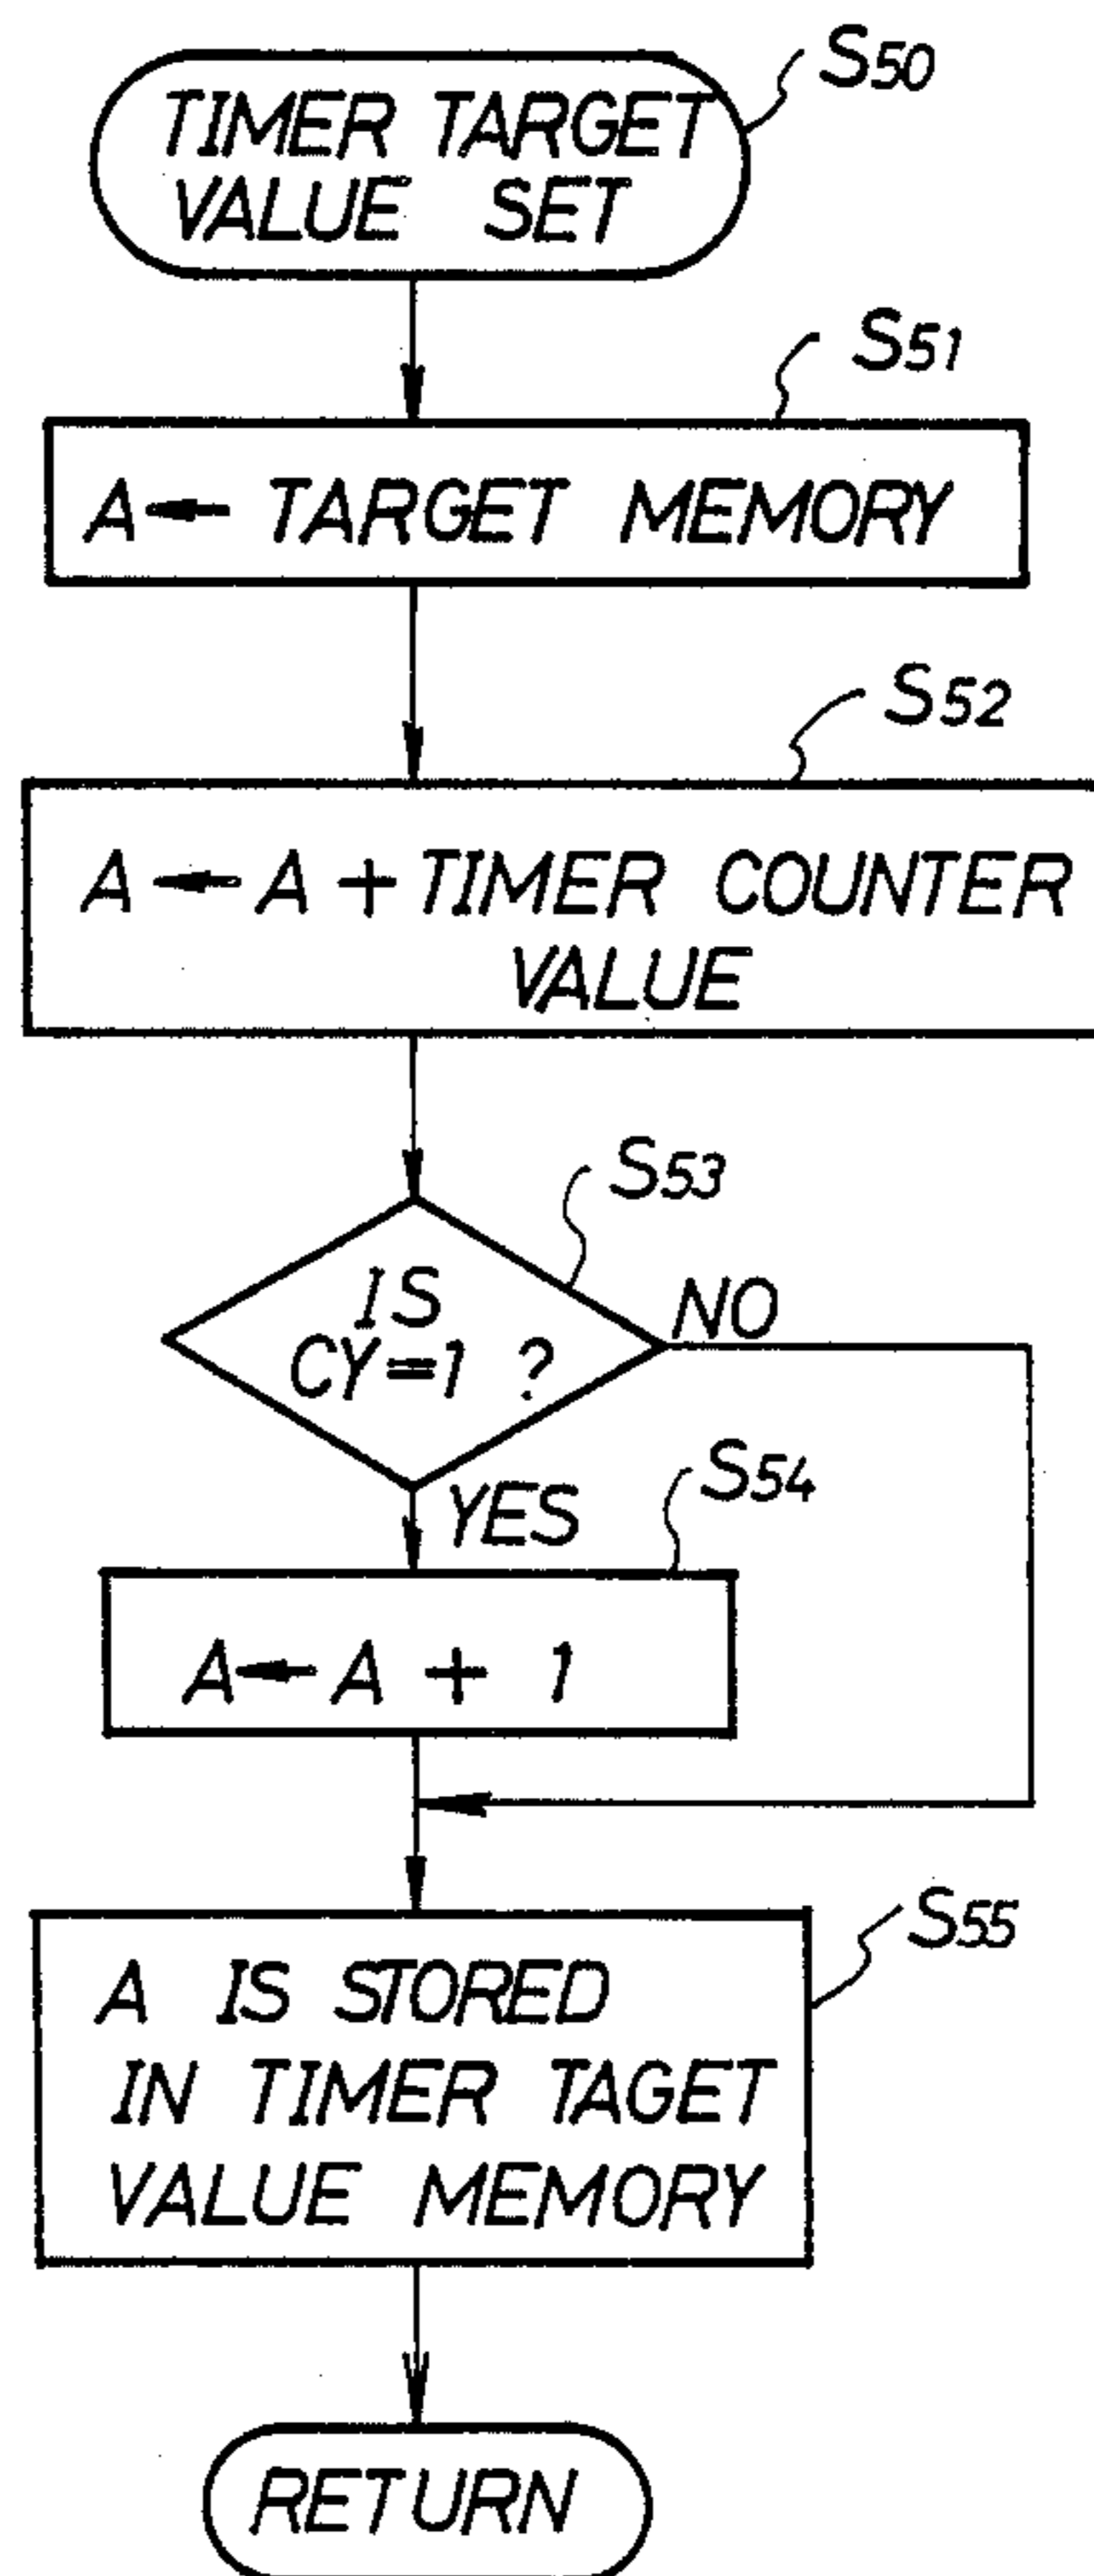 S50
TIMER TARGET
VALUE SET
S51
A ← TARGET MEMORY
S52
A ← A + TIMER COUNTER
VALUE
S53
IS
CY=1 ?
NO
YES
S54
A ← A + 1
S55
A IS STORED
IN TIMER TAGET
VALUE MEMORY
RETURN